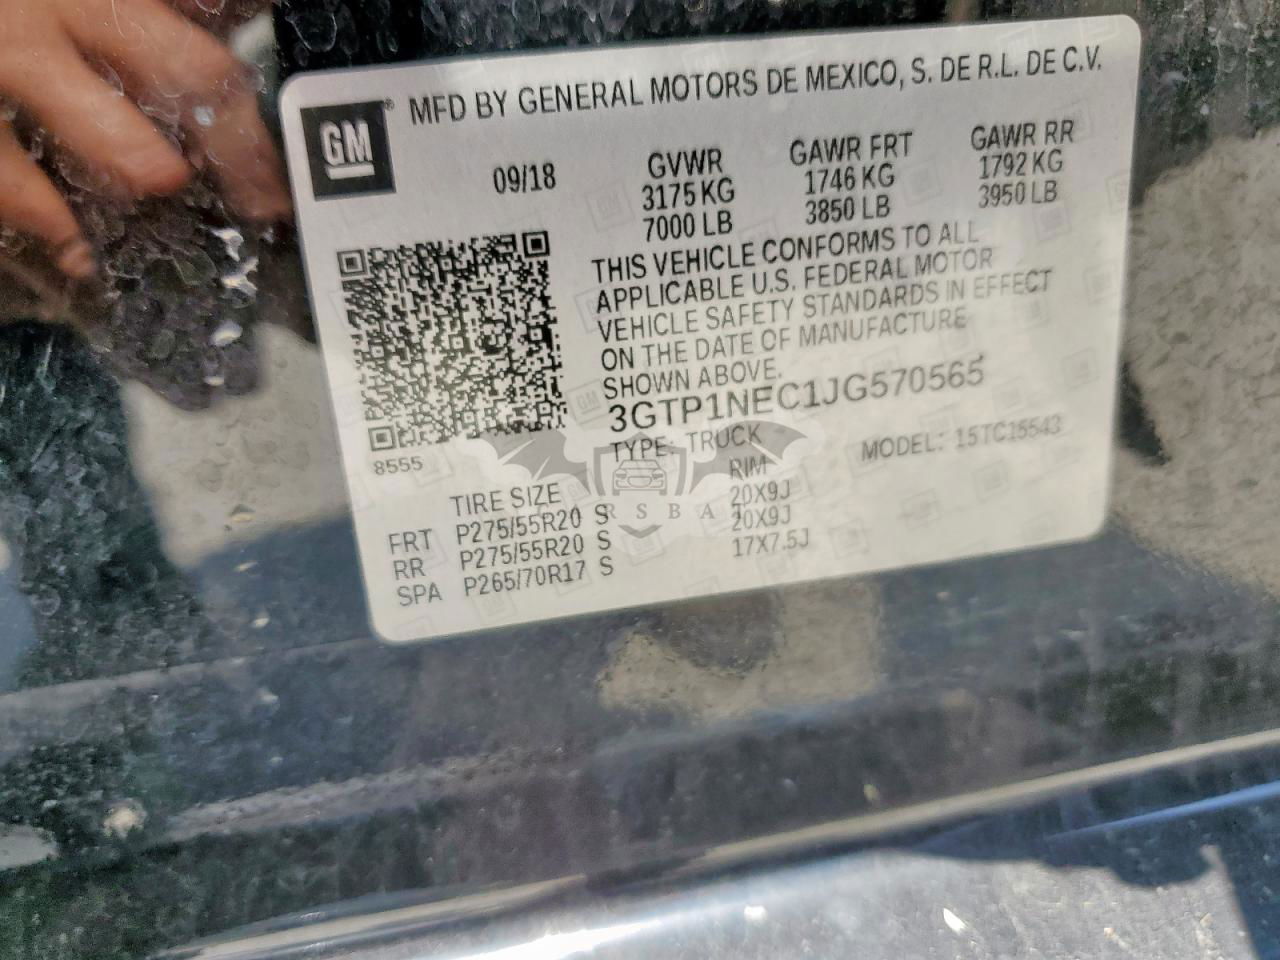 GM ® MFD BY GENERAL MOTORS DE MEXICO, S. DE R.L. DE C.V.
09/18 GVWR GAWR FRT GAWR RR
3175 KG 1746 KG 1792 KG
7000 LB 3850 LB 3950 LB
THIS VEHICLE CONFORMS TO ALL
APPLICABLE U.S. FEDERAL MOTOR
VEHICLE SAFETY STANDARDS IN EFFECT
ON THE DATE OF MANUFACTURE
SHOWN ABOVE.
3GTP1NEC1JG570565
8555 TYPE: TRUCK MODEL: 15TC15543
TIRE SIZE RIM
FRT P275/55R20 S 20X9J
RR P275/55R20 S 20X9J
SPA P265/70R17 S 17X7.5J
CARSBAT